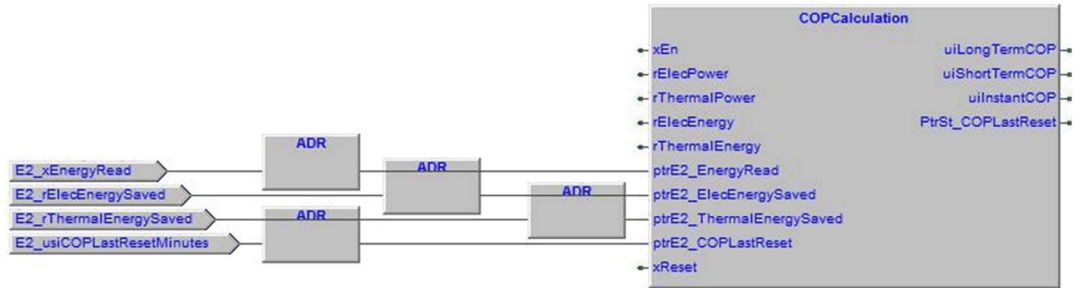 COPCalculation
xEn uiLongTermCOP
rElecPower uiShortTermCOP
rThermalPower uiInstantCOP
rElecEnergy PtrSt_COPLastReset
ADR rThermalEnergy
E2_xEnergyRead ADR ptrE2_EnergyRead
E2_rElecEnergySaved ADR ptrE2_ElecEnergySaved
E2_rThermalEnergySaved ADR ptrE2_ThermalEnergySaved
E2_usiCOPLastResetMinutes ptrE2_COPLastReset
xReset